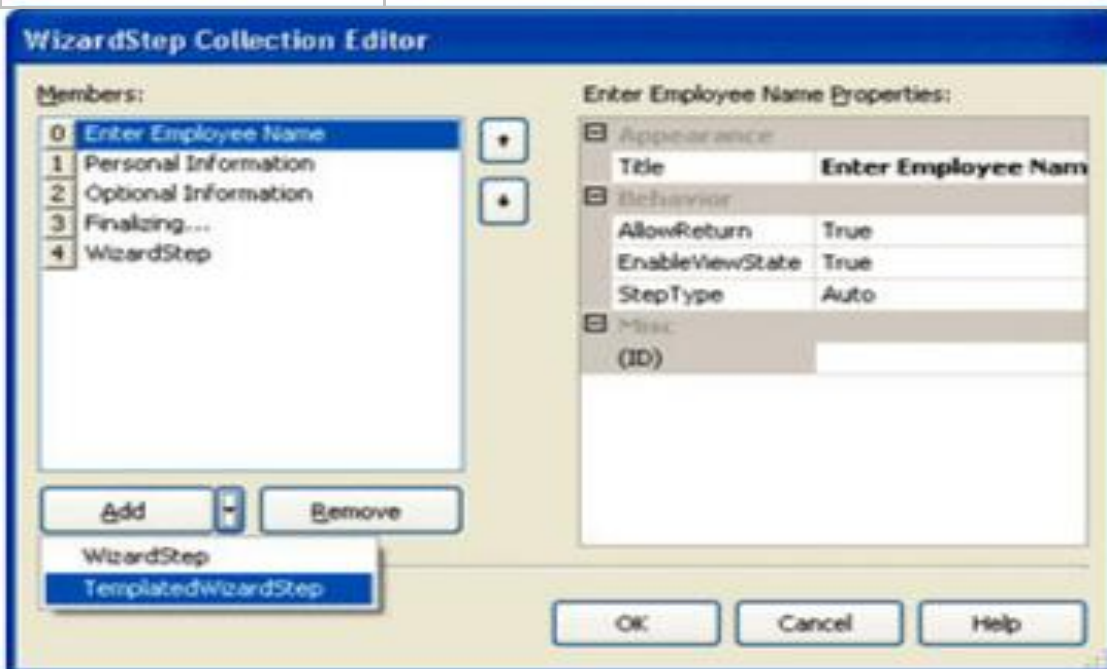 WizardStep Collection Editor
Members:
0 Enter Employee Name
1 Personal Information
2 Optional Information
3 Finalizing...
4 WizardStep
Add
Remove
WizardStep
TemplatedWizardStep
Enter Employee Name Properties:
Appearance
Title Enter Employee Nam
Behavior
AllowReturn True
EnableViewState True
StepType Auto
Misc
(ID)
OK
Cancel
Help